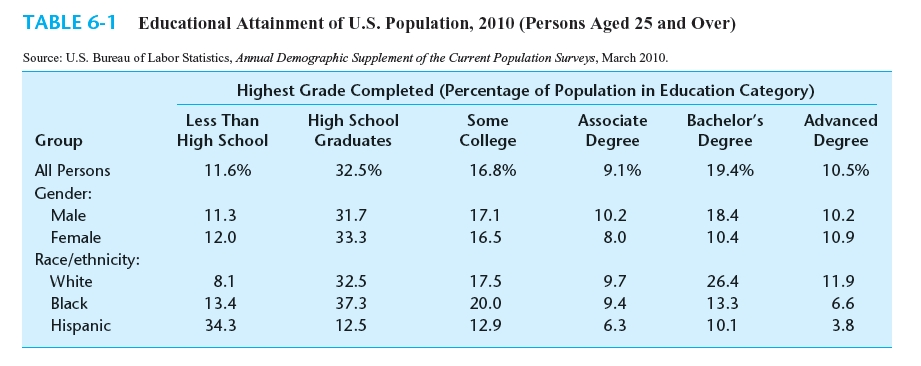 TABLE 6-1 Educational Attainment of U.S. Population, 2010 (Persons Aged 25 and Over)
Source: U.S. Bureau of Labor Statistics, Annual Demographic Supplement of the Current Population Surveys, March 2010.
Highest Grade Completed (Percentage of Population in Education Category)
Less Than High School Some Associate Bachelor's Advanced
Group High School Graduates College Degree Degree Degree
All Persons 11.6% 32.5% 16.8% 9.1% 19.4% 10.5%
Gender:
Male 11.3 31.7 17.1 10.2 18.4 10.2
Female 12.0 33.3 16.5 8.0 10.4 10.9
Race/ethnicity:
White 8.1 32.5 17.5 9.7 26.4 11.9
Black 13.4 37.3 20.0 9.4 13.3 6.6
Hispanic 34.3 12.5 12.9 6.3 10.1 3.8